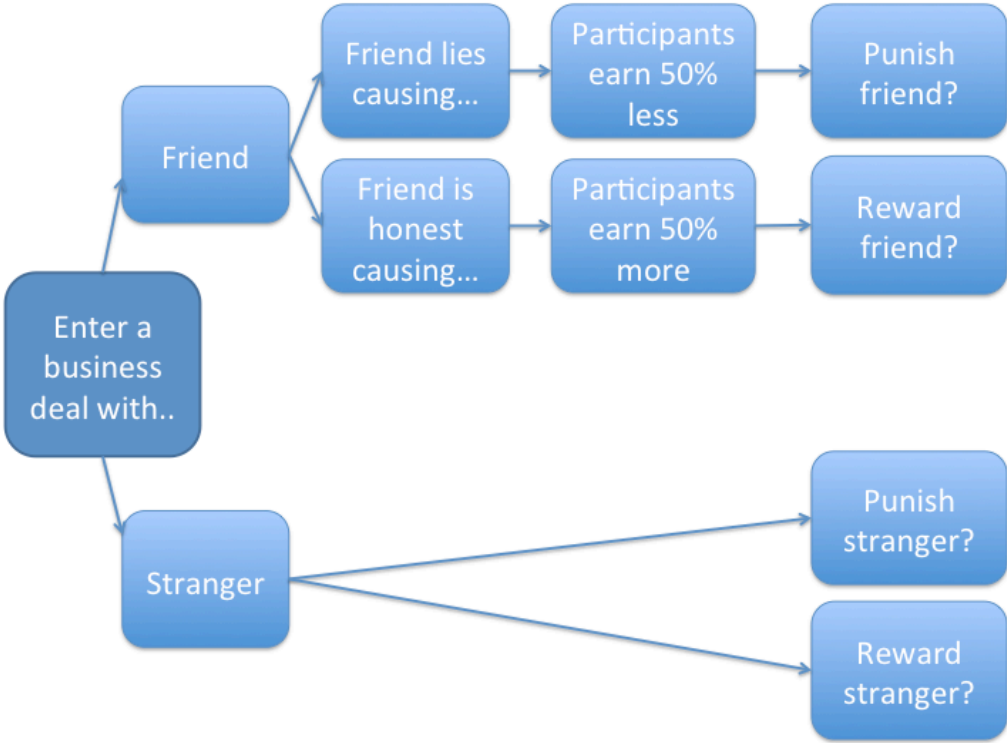 Friend lies
causing...
Participants
earn 50%
less
Punish
friend?
Friend
Friend is
honest
causing...
Participants
earn 50%
more
Reward
friend?
Enter a
business
deal with..
Punish
stranger?
Stranger
Reward
stranger?